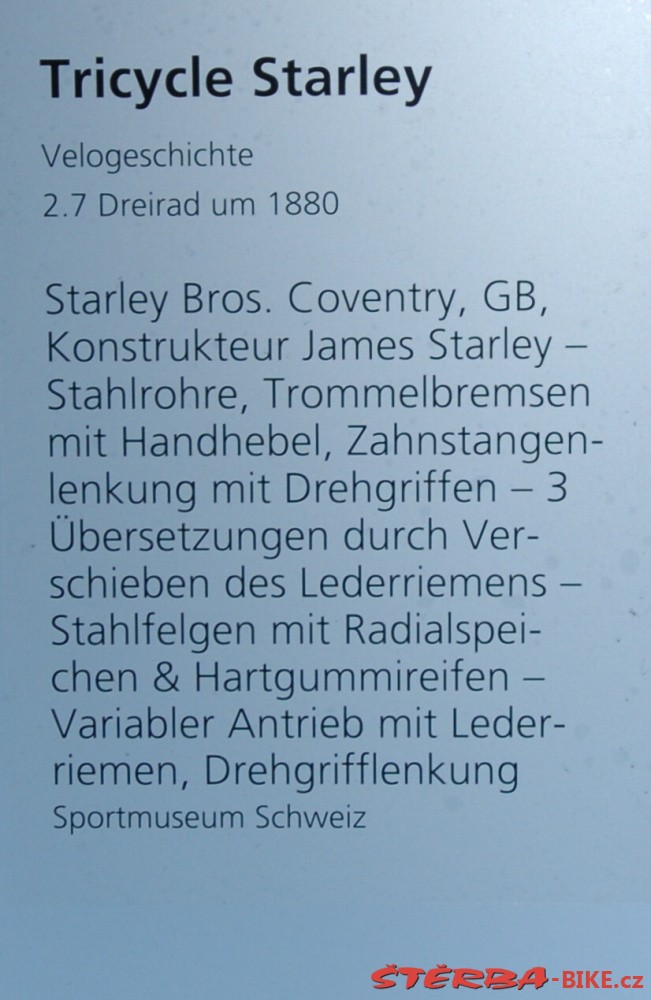 Tricycle Starley
Velogeschichte
2.7 Dreirad um 1880
Starley Bros. Coventry, GB,
Konstrukteur James Starley –
Stahlrohre, Trommelbremsen
mit Handhebel, Zahnstangen-
lenkung mit Drehgriffen – 3
Übersetzungen durch Ver-
schieben des Lederriemens –
Stahlfelgen mit Radialspei-
chen & Hartgummireifen –
Variabler Antrieb mit Leder-
riemen, Drehgrifflenkung
Sportmuseum Schweiz
ŠTĚRBA-BIKE.cz